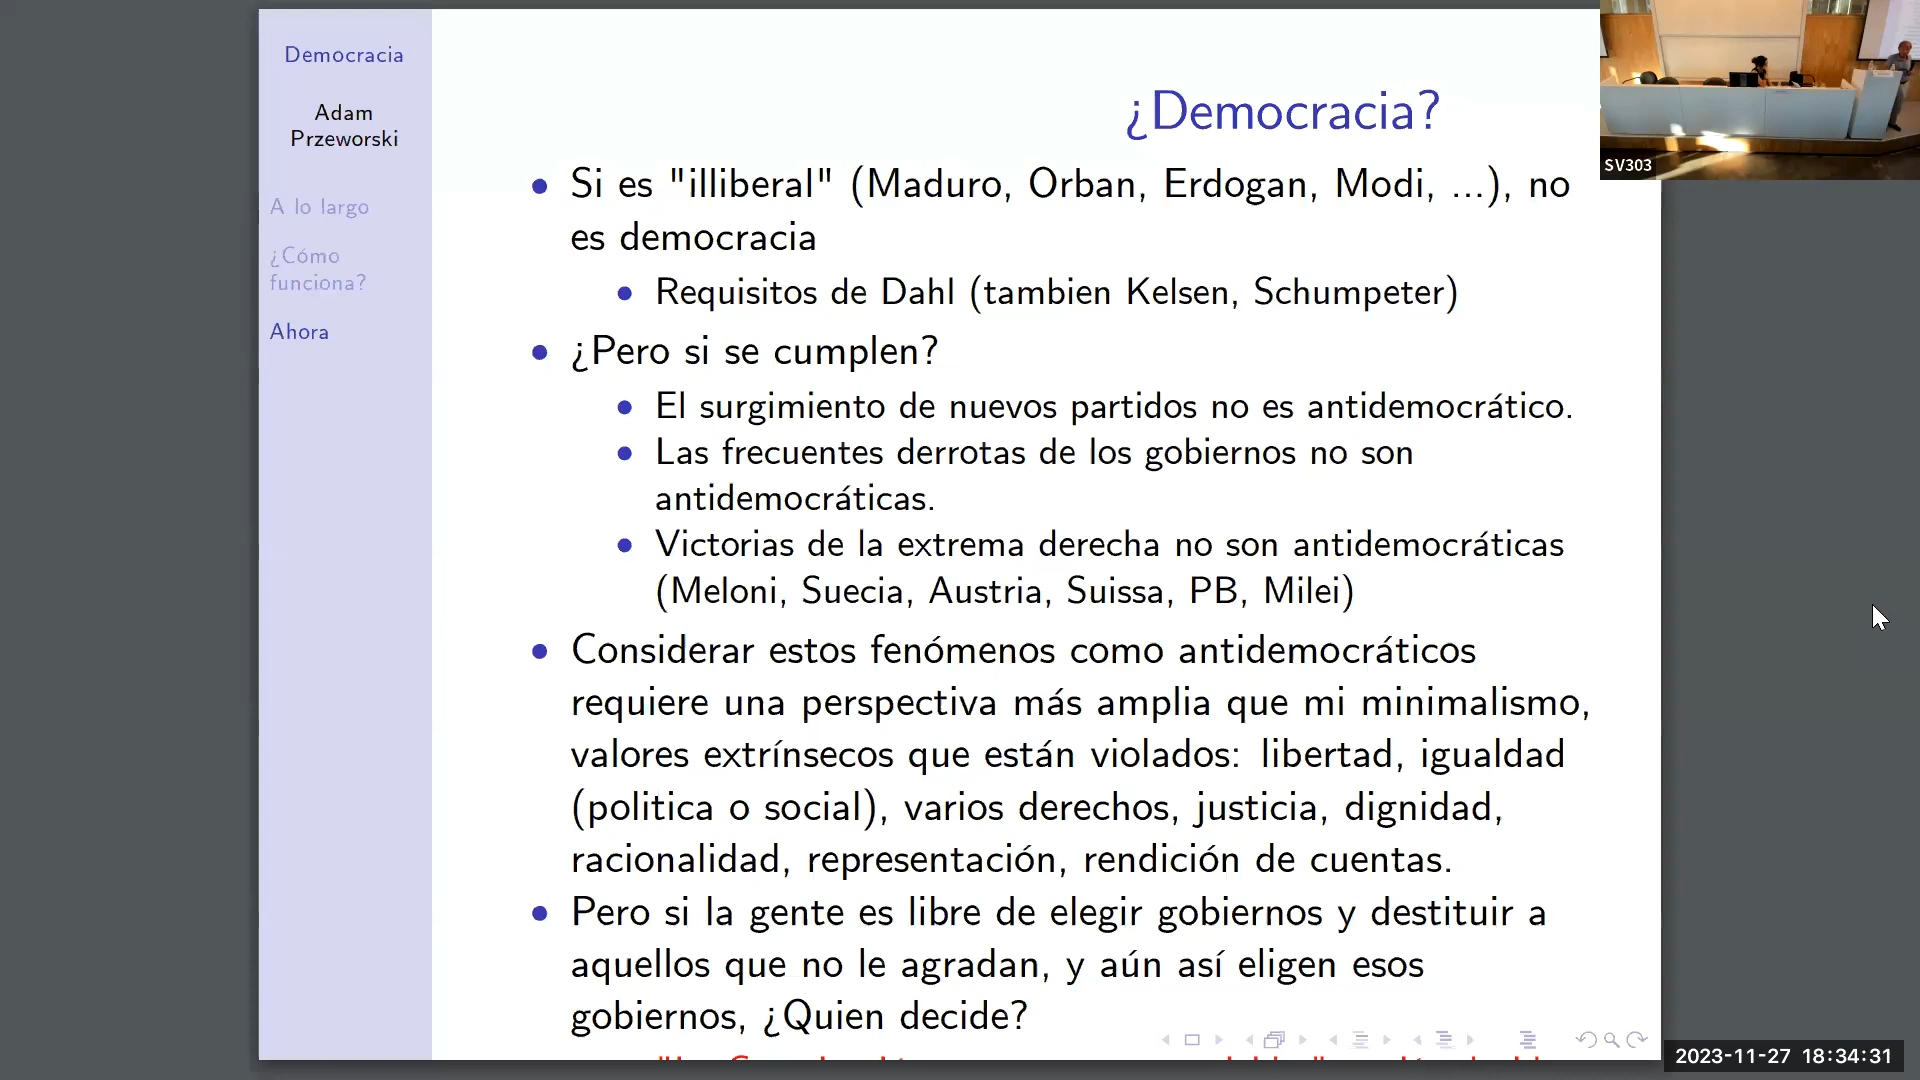 Democracia
Adam
Przeworski
A lo largo
¿Cómo
funciona?
Ahora
¿Democracia?
Si es "illiberal" (Maduro, Orban, Erdogan, Modi, ...), no
es democracia
Requisitos de Dahl (tambien Kelsen, Schumpeter)
¿Pero si se cumplen?
El surgimiento de nuevos partidos no es antidemocrático.
Las frecuentes derrotas de los gobiernos no son
antidemocráticas.
Victorias de la extrema derecha no son antidemocráticas
(Meloni, Suecia, Austria, Suissa, PB, Milei)
Considerar estos fenómenos como antidemocráticos
requiere una perspectiva más amplia que mi minimalismo,
valores extrínsecos que están violados: libertad, igualdad
(politica o social), varios derechos, justicia, dignidad,
racionalidad, representación, rendición de cuentas.
Pero si la gente es libre de elegir gobiernos y destituir a
aquellos que no le agradan, y aún así eligen esos
gobiernos, ¿Quien decide?
SV303
2023-11-27 18:34:31